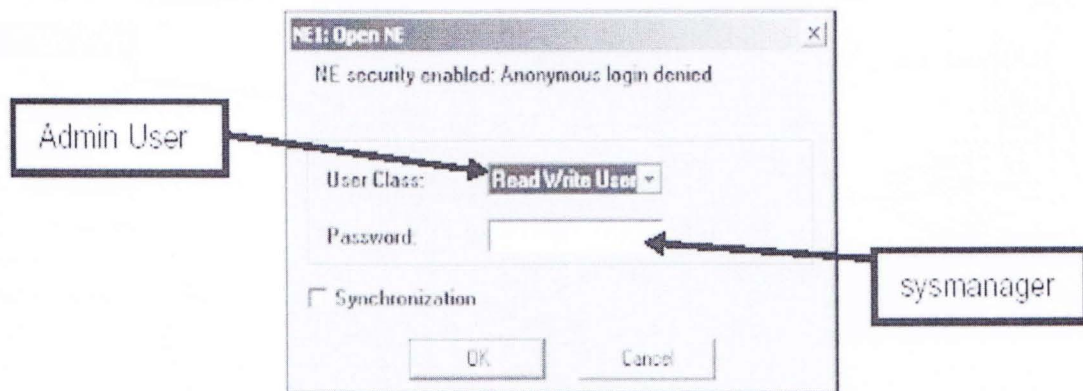 NE1: Open NE
NE security enabled: Anonymous login denied
Admin User
User Class:
Read Write User
Password:
sysmanager
Synchronization
OK
Cancel